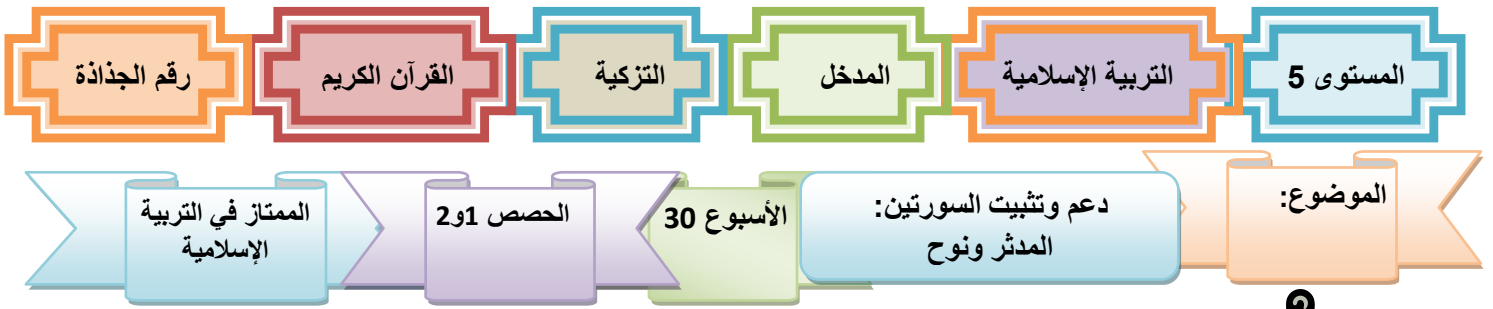 المستوى 5
التربية الإسلامية
المدخل
التزكية
القرآن الكريم
رقم الجذاذة
الموضوع:
دعم وتثبيت السورتين:
المدثر ونوح
الأسبوع 30
الحصص 1و2
الممتاز في التربية
الإسلامية